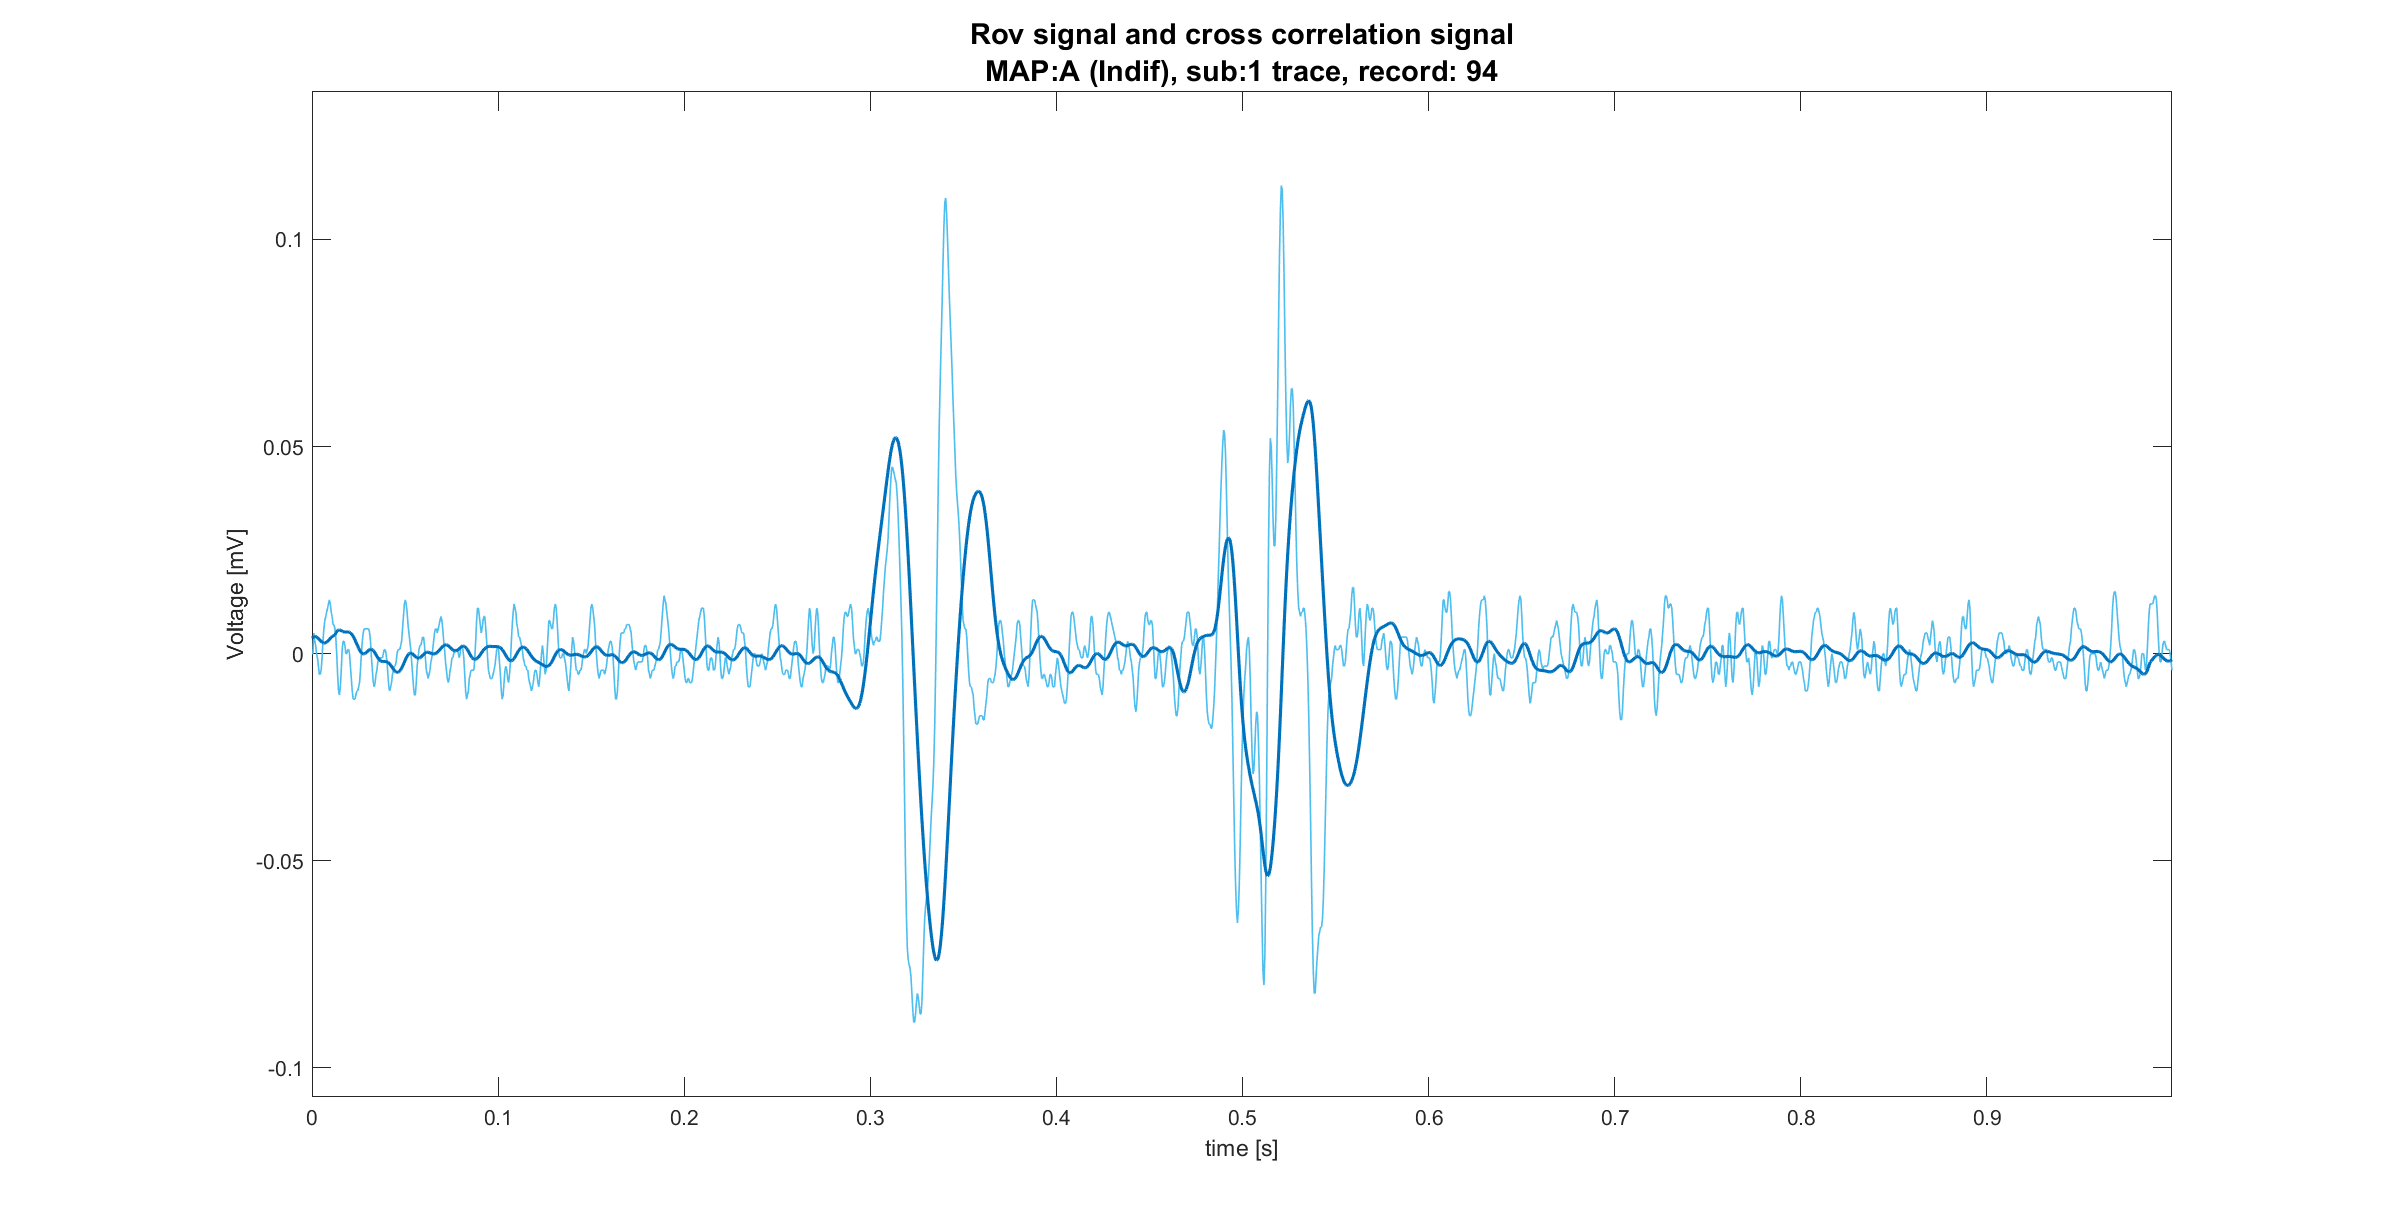 Rov signal and cross correlation signal
MAP:A (Indif), sub:1 trace, record: 94
0.1
0.05
0
-0.05
-0.1
Voltage [mV]
0 0.1 0.2 0.3 0.4 0.5 0.6 0.7 0.8 0.9
time [s]